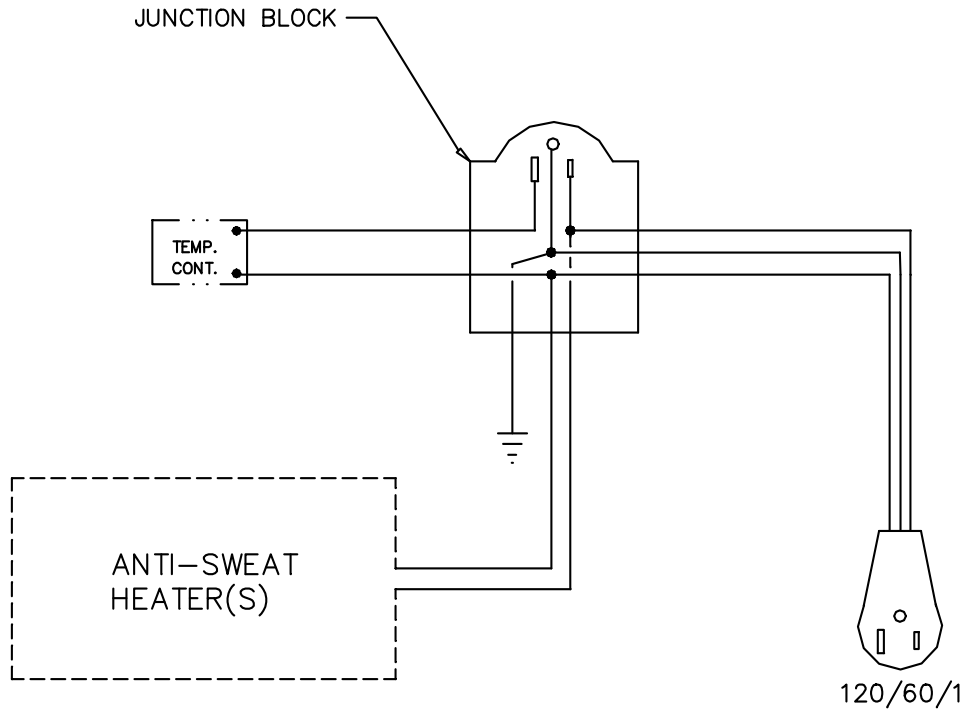 JUNCTION BLOCK
TEMP.
CONT.
ANTI-SWEAT
HEATER(S)
120/60/1